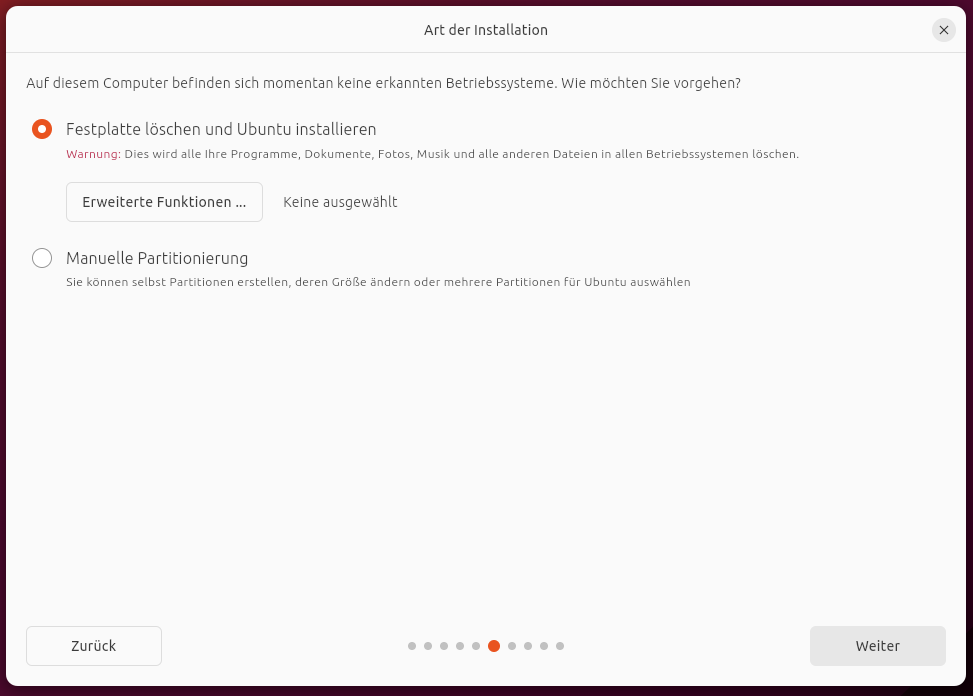 Art der Installation
Auf diesem Computer befinden sich momentan keine erkannten Betriebssysteme. Wie möchten Sie vorgehen?
Festplatte löschen und Ubuntu installieren
Warnung: Dies wird alle Ihre Programme, Dokumente, Fotos, Musik und alle anderen Dateien in allen Betriebssystemen löschen.
Erweiterte Funktionen ... Keine ausgewählt
Manuelle Partitionierung
Sie können selbst Partitionen erstellen, deren Größe ändern oder mehrere Partitionen für Ubuntu auswählen
Zurück Weiter